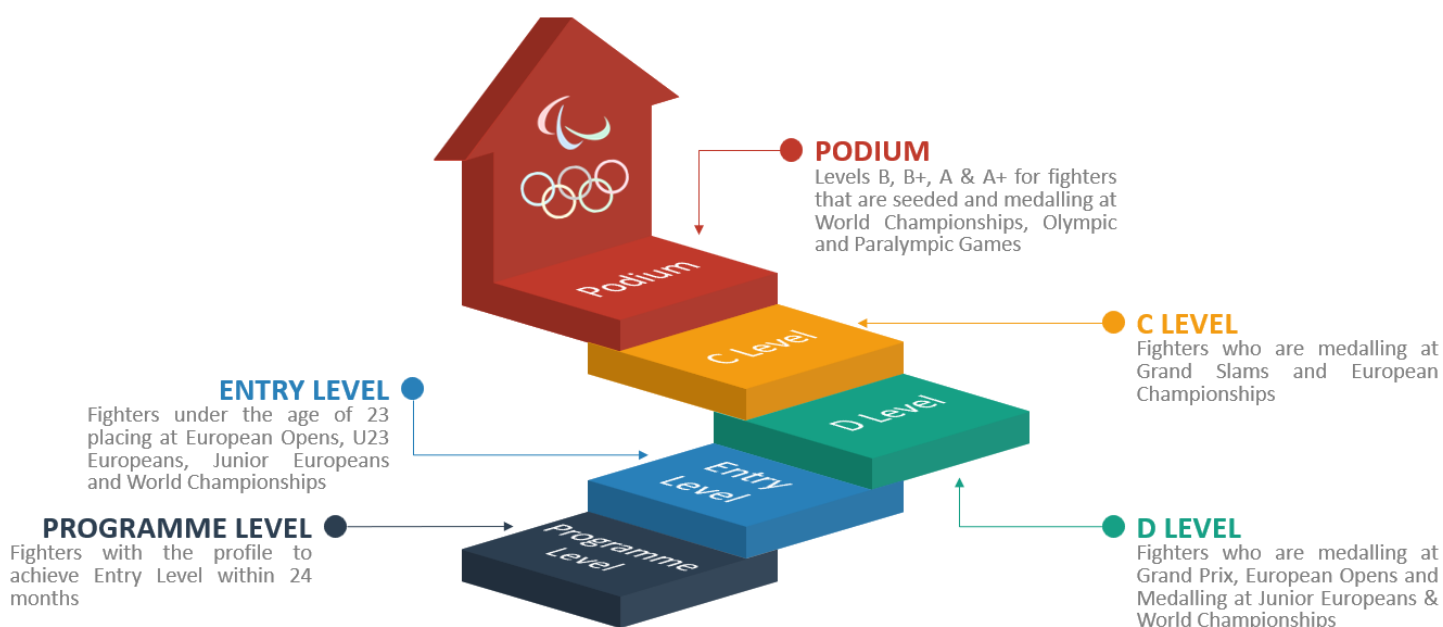 PODIUM
Levels B, B+, A & A+ for fighters
that are seeded and medalling at
World Championships, Olympic
and Paralympic Games
Podium
C LEVEL
Fighters who are medalling at
Grand Slams and European
Championships
C Level
ENTRY LEVEL
Fighters under the age of 23
placing at European Opens, U23
Europeans, Junior Europeans
and World Championships
D Level
Entry
Level
PROGRAMME LEVEL
Fighters with the profile to
achieve Entry Level within 24
months
Programme
Level
D LEVEL
Fighters who are medalling at
Grand Prix, European Opens and
Medalling at Junior Europeans &
World Championships